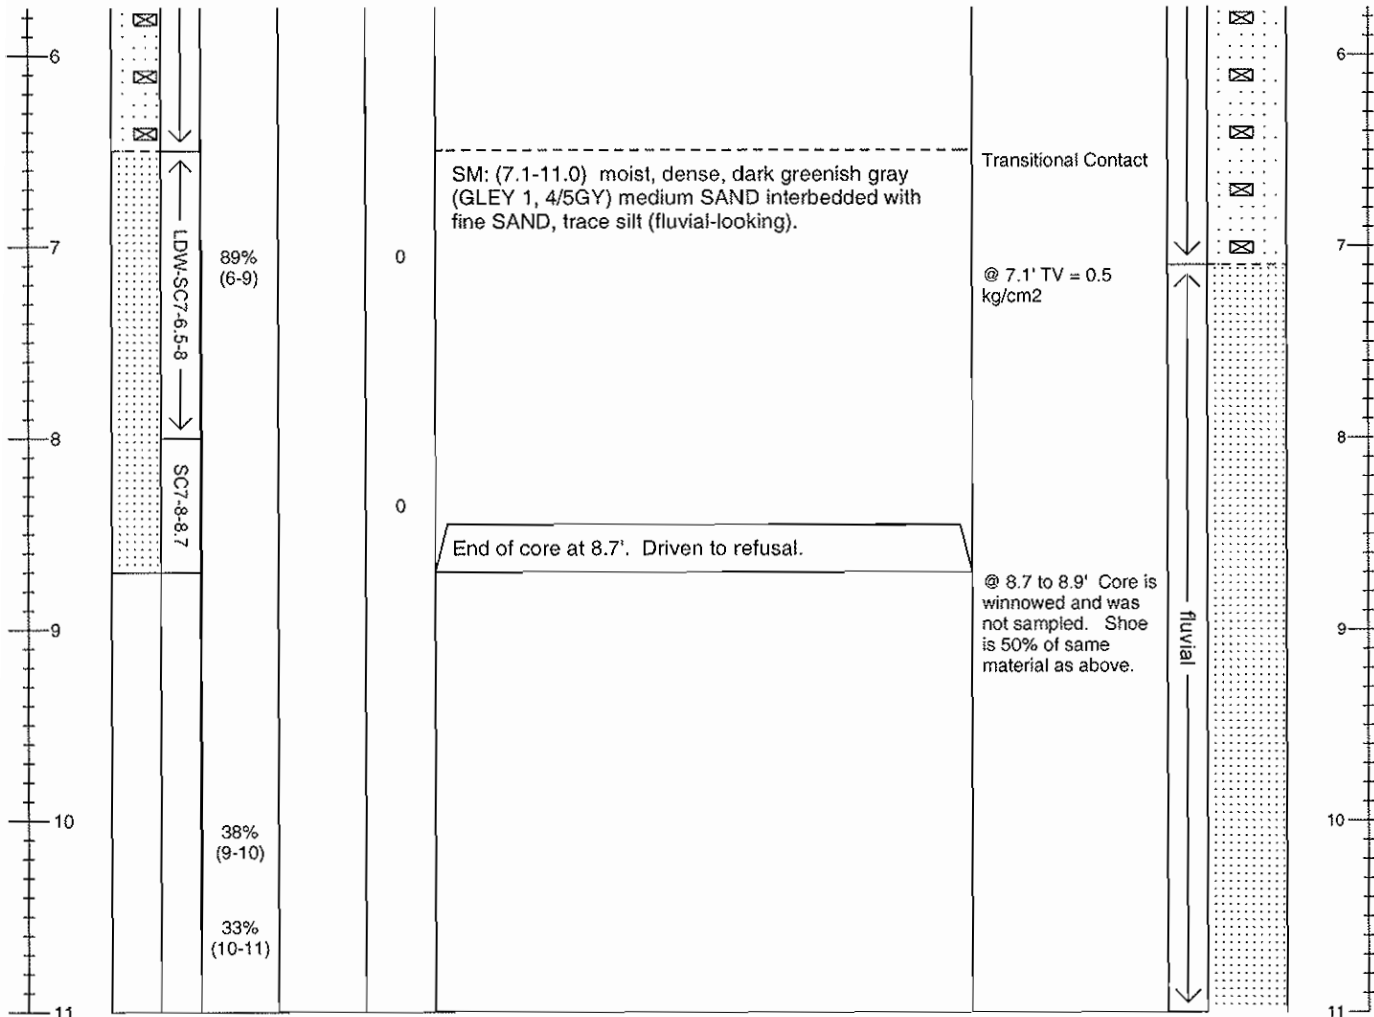 6
6
Transitional Contact
SM: (7.1-11.0) moist, dense, dark greenish gray
(GLEY 1, 4/5GY) medium SAND interbedded with
fine SAND, trace silt (fluvial-looking).
LDW-SC7-6.5-8
7
89%
(6-9)
0
@ 7.1' TV = 0.5
kg/cm2
7
8
8
SC7-8-8.7
0
End of core at 8.7'. Driven to refusal.
@ 8.7 to 8.9' Core is
winnowed and was
not sampled. Shoe
is 50% of same
material as above.
fluvial
9
9
10
10
38%
(9-10)
33%
(10-11)
11
11